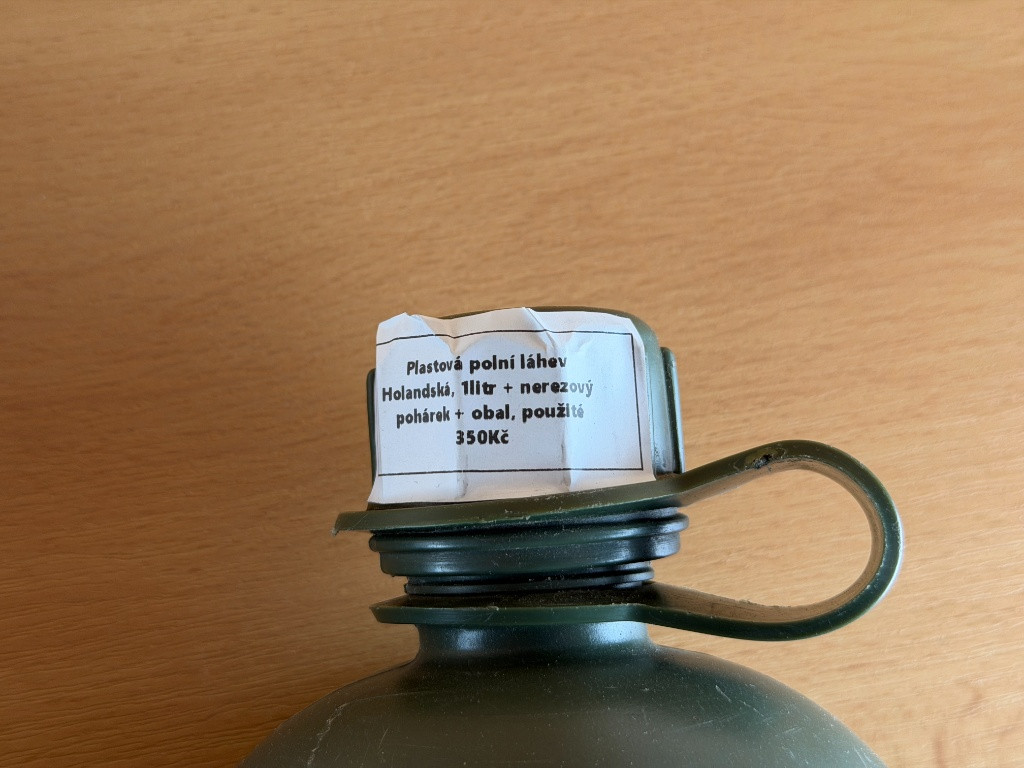 Plastová polní láhev
Holandská, 1litr + nerezový
pohárek + obal, použité
350Kč